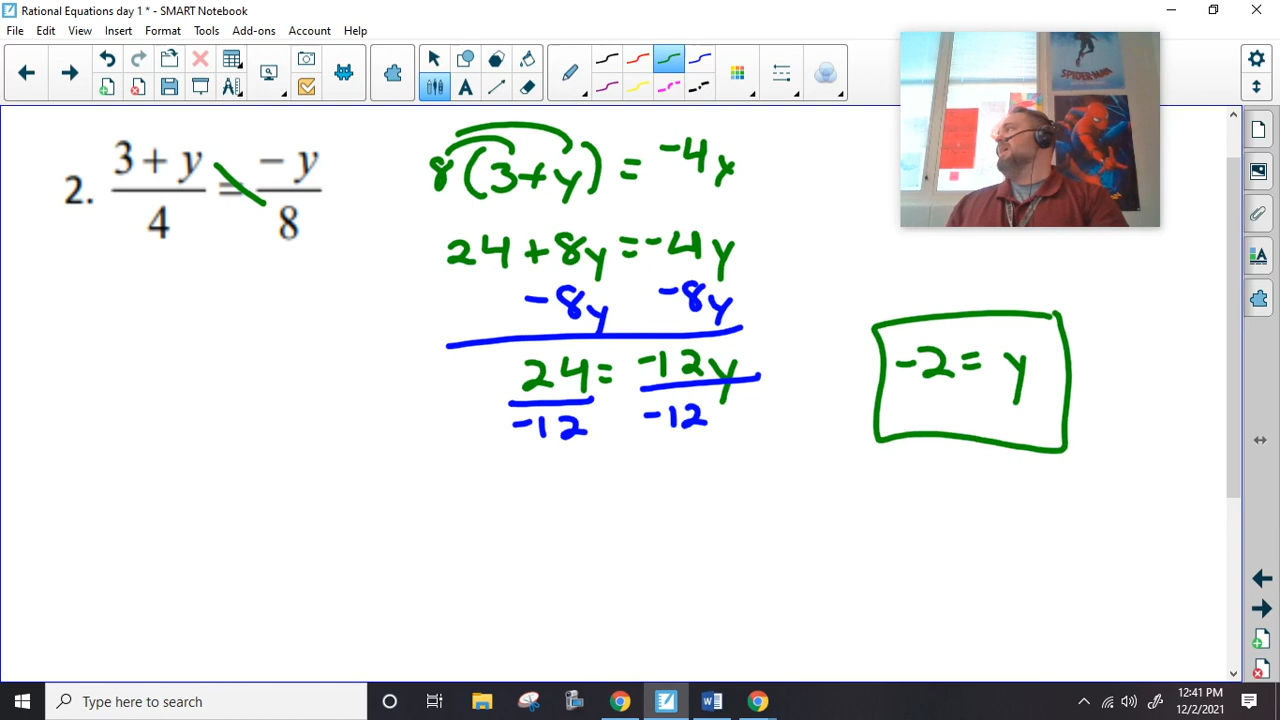 Rational Equations day 1 * - SMART Notebook
File Edit View Insert Format Tools Add-ons Account Help
SPIDER-MAN
2. 3 + y / 4 = - y / 8
8(3+y) = -4y
24 + 8y = -4y
-8y -8y
24 = -12y
-12 -12
-2 = y
Type here to search
12:41 PM
12/2/2021